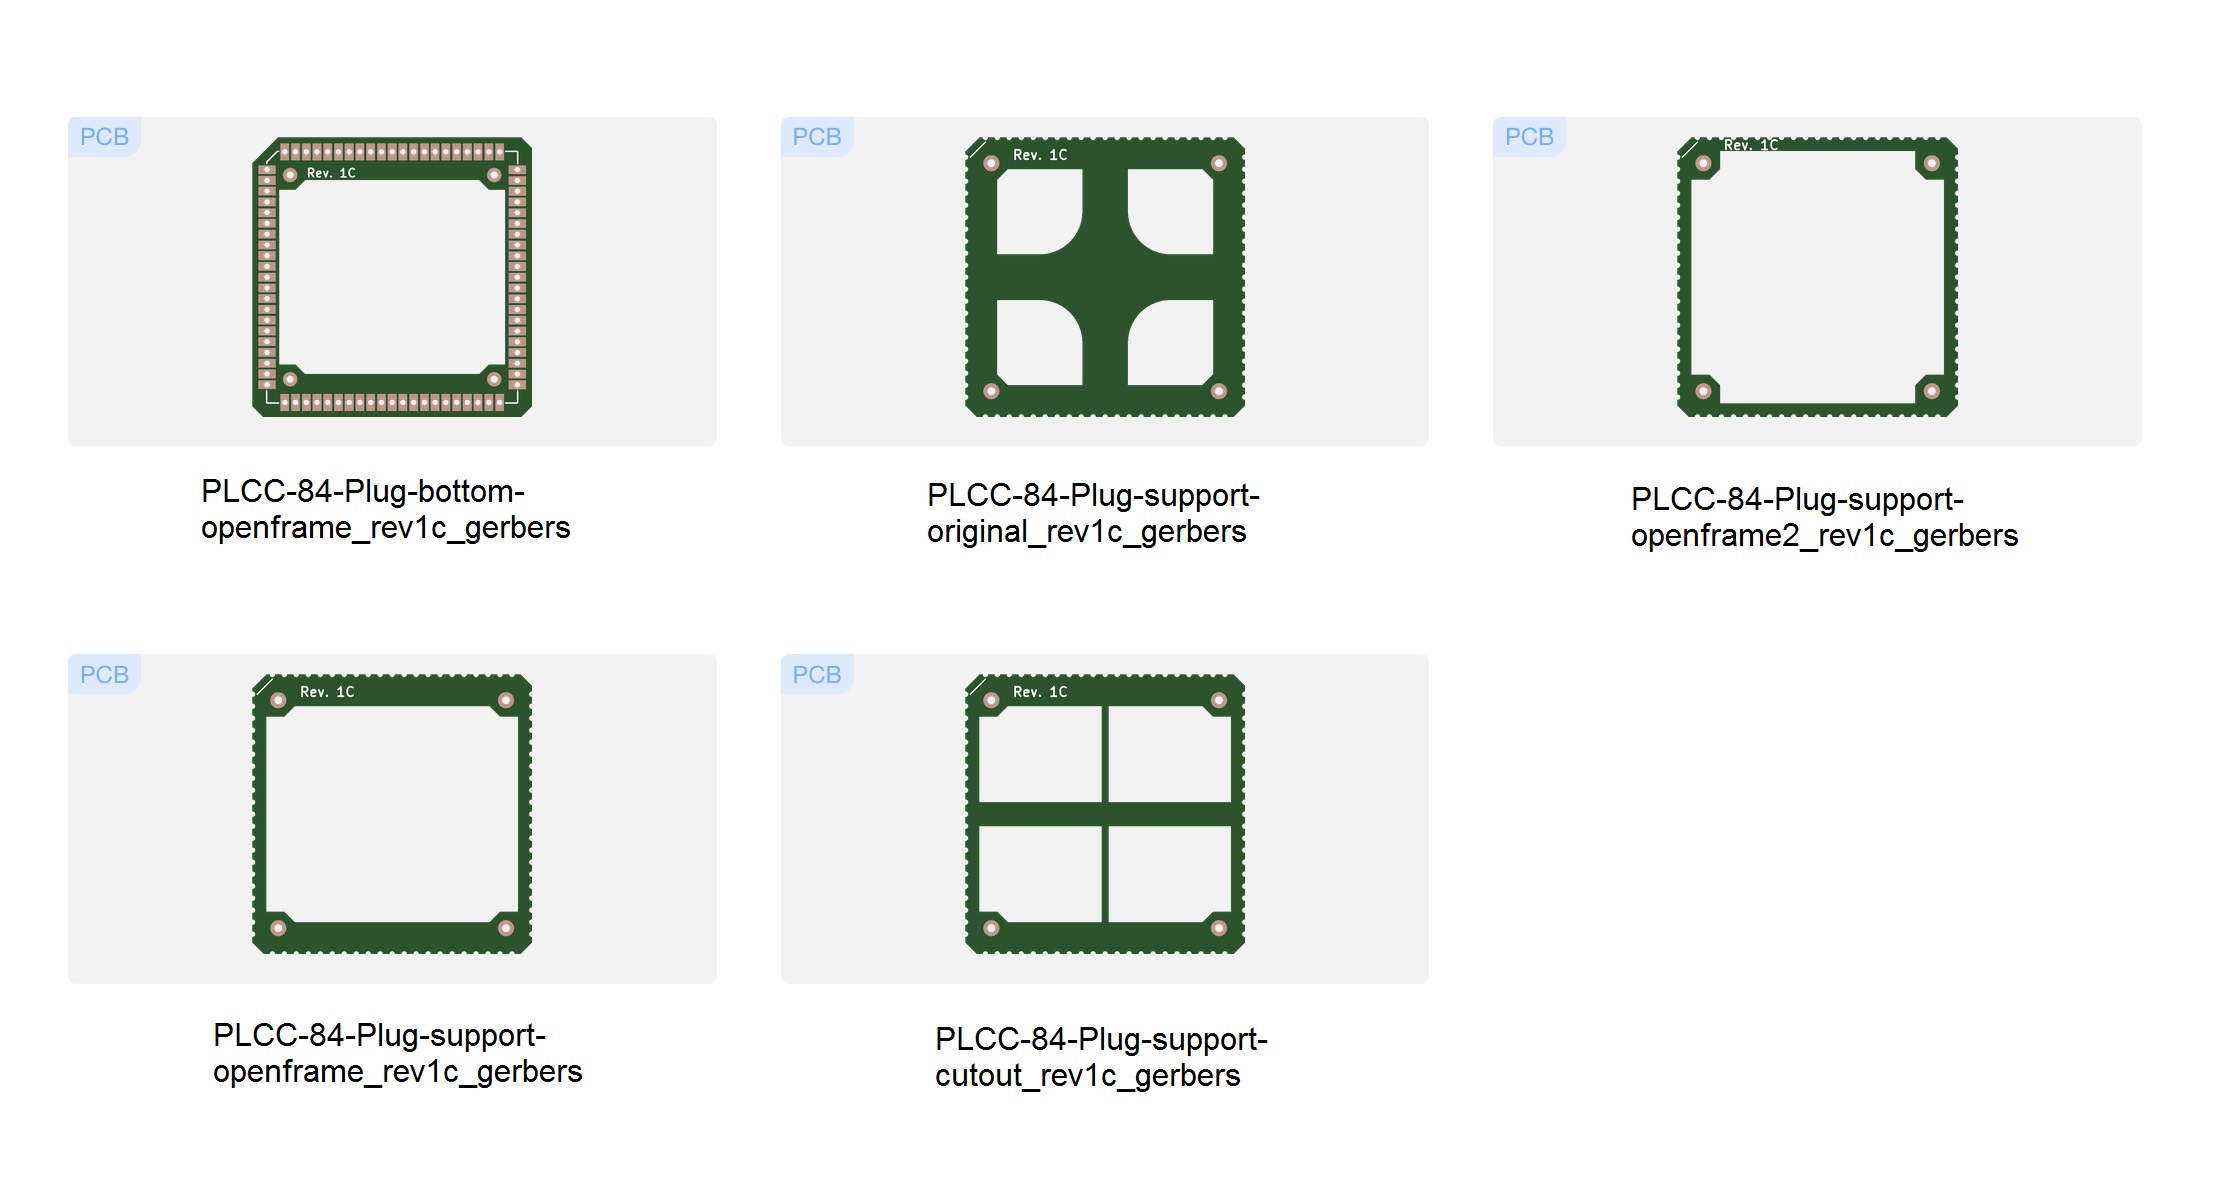 PCB
Rev. 1C
PLCC-84-Plug-bottom-
openframe_rev1c_gerbers
PCB
Rev. 1C
PLCC-84-Plug-support-
original_rev1c_gerbers
PCB
Rev. 1C
PLCC-84-Plug-support-
openframe2_rev1c_gerbers
PCB
Rev. 1C
PLCC-84-Plug-support-
openframe_rev1c_gerbers
PCB
Rev. 1C
PLCC-84-Plug-support-
cutout_rev1c_gerbers